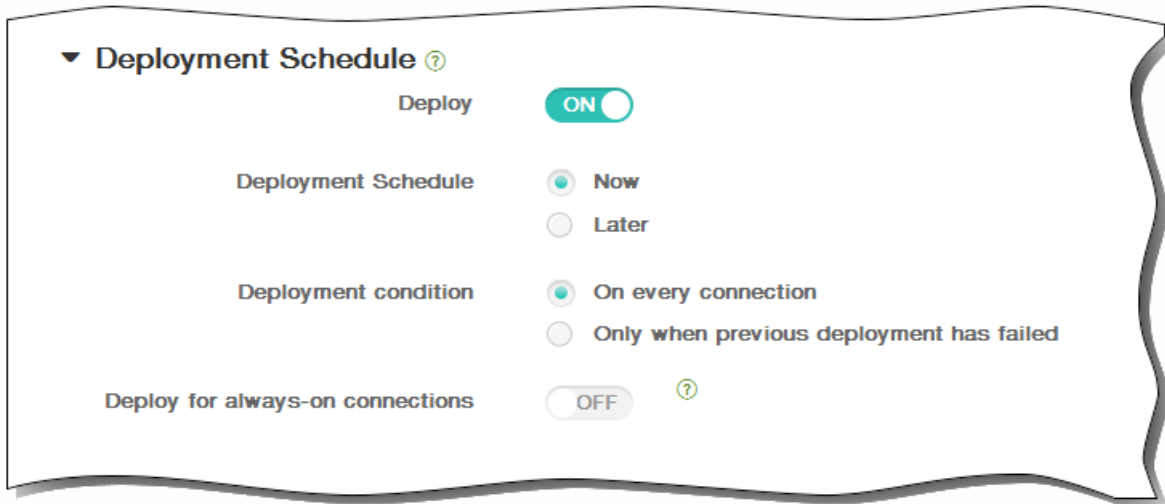 Deployment Schedule ?
Deploy ON
Deployment Schedule Now
Later
Deployment condition On every connection
Only when previous deployment has failed
Deploy for always-on connections OFF ?